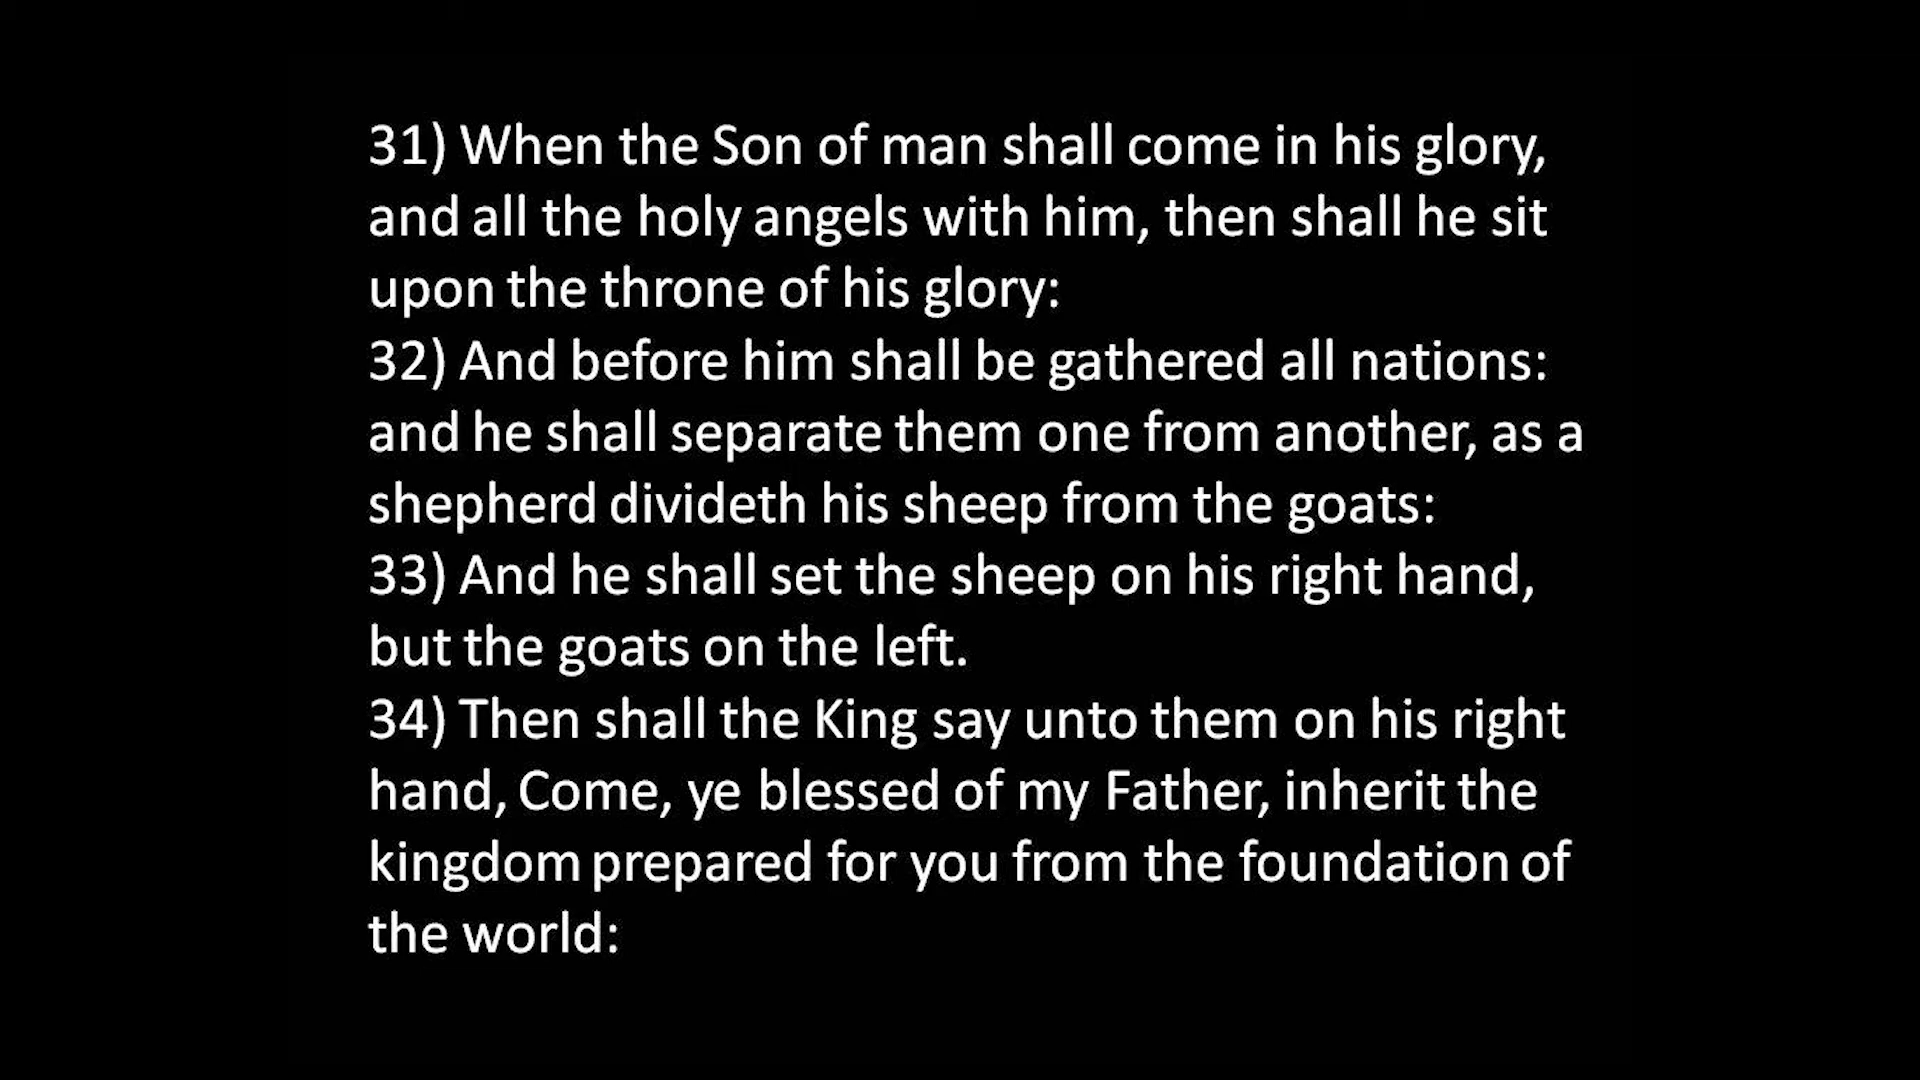 31) When the Son of man shall come in his glory,
and all the holy angels with him, then shall he sit
upon the throne of his glory:
32) And before him shall be gathered all nations:
and he shall separate them one from another, as a
shepherd divideth his sheep from the goats:
33) And he shall set the sheep on his right hand,
but the goats on the left.
34) Then shall the King say unto them on his right
hand, Come, ye blessed of my Father, inherit the
kingdom prepared for you from the foundation of
the world: